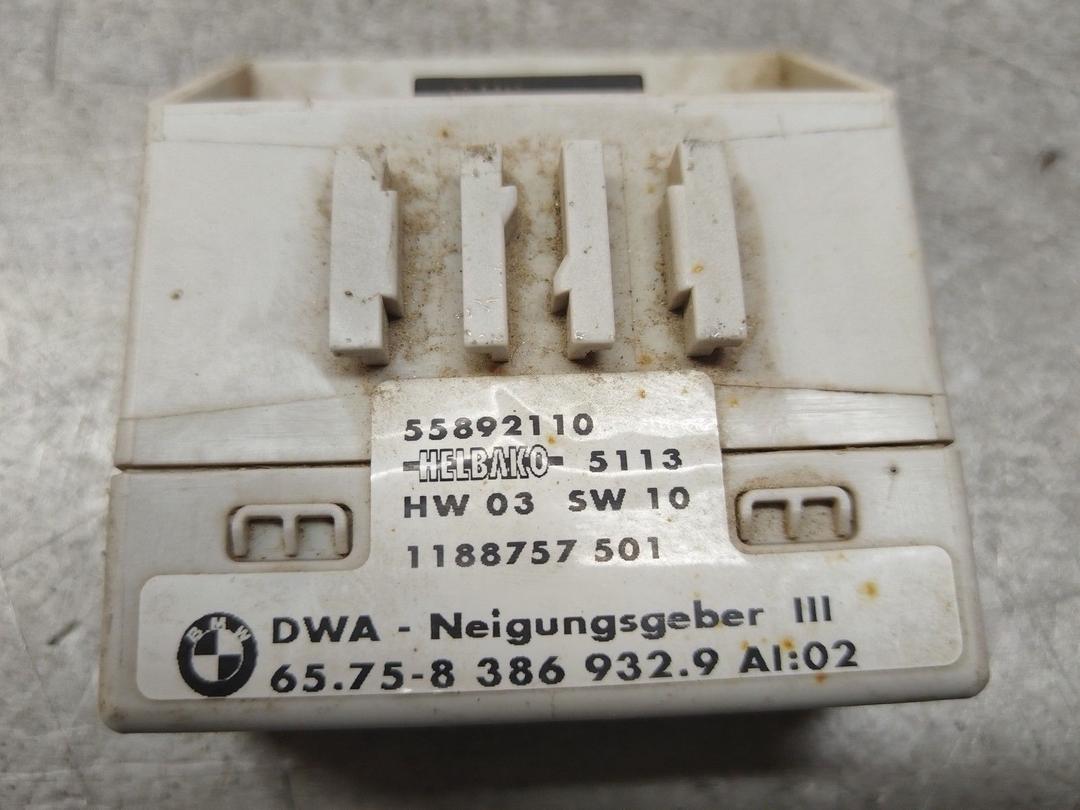 55892110
HELBAKO 5113
HW 03 SW 10
1188757 501
BMW
DWA - Neigungsgeber III
65.75-8 386 932.9 AI:02